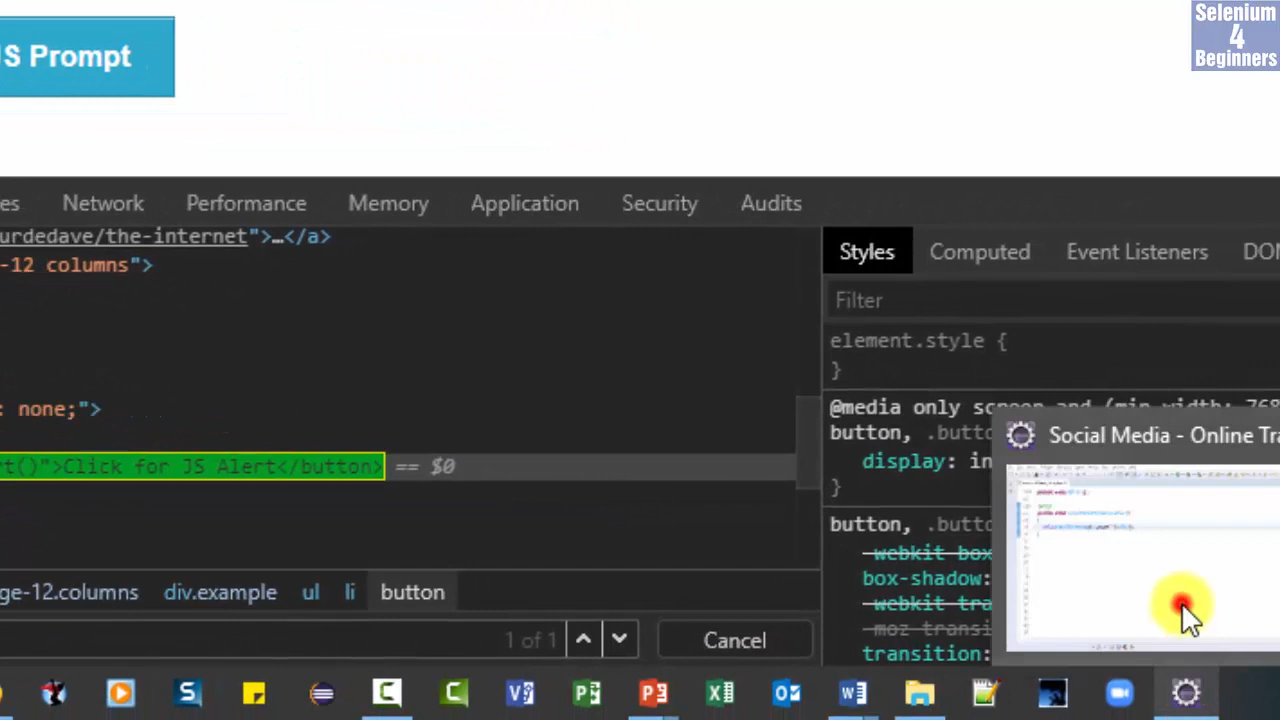 Selenium
4
Beginners
JS Prompt
es Network Performance Memory Application Security Audits
urdedave/the-internet">…</a>
-12 columns">
: none;">
rt()">Click for JS Alert</button> == $0
ge-12.columns div.example ul li button
1 of 1 Cancel
Styles Computed Event Listeners DOM
Filter
element.style {
}
@media only screen and (min-width: 768
button, .butto
display: in
}
button, .butto
-webkit-box
box-shadow:
-webkit-tra
-moz-transi
transition:
Social Media - Online Tra